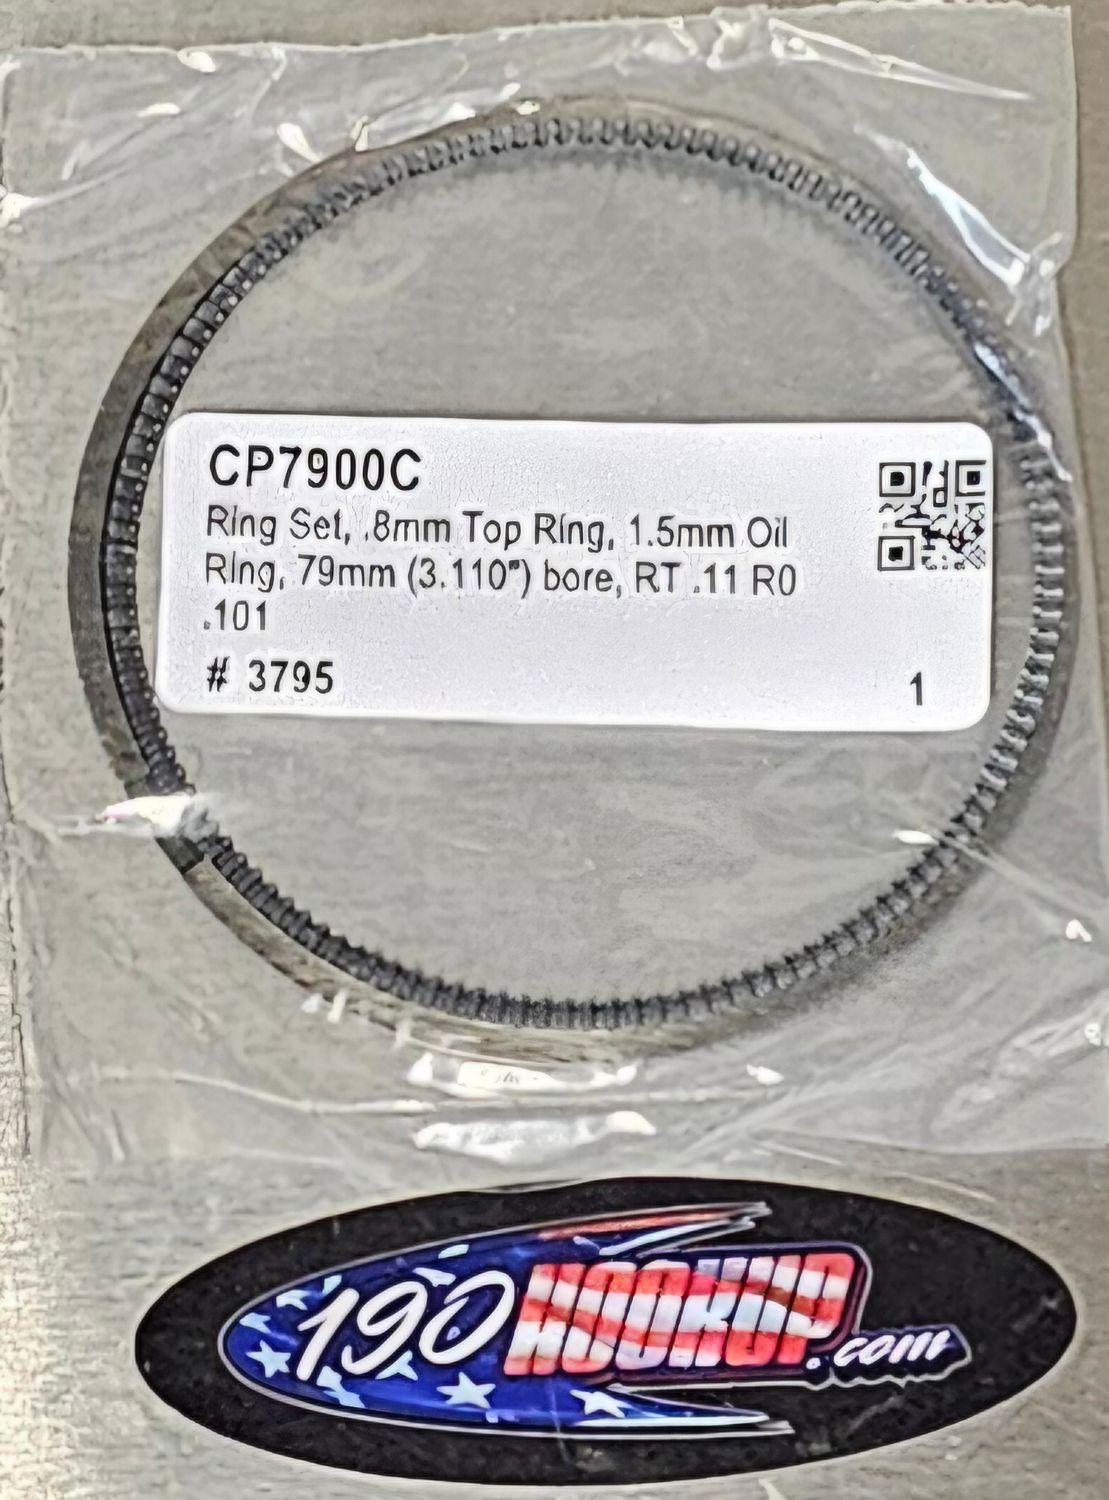 CP7900C
Ring Set, .8mm Top Ring, 1.5mm Oil
Ring, 79mm (3.110") bore, RT .11 R0
.101
# 3795
1
190HOOKUP.com